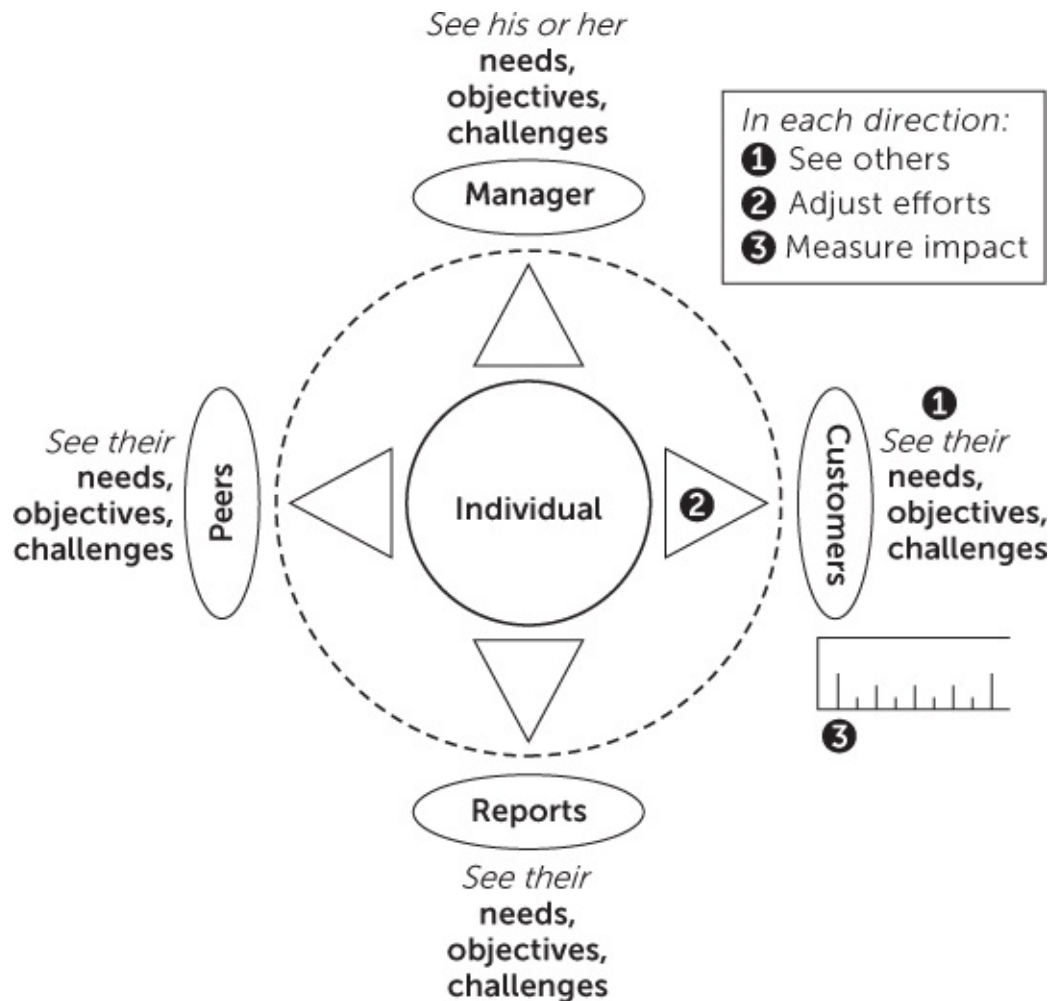 See his or her
needs,
objectives,
challenges
Manager
In each direction:
1 See others
2 Adjust efforts
3 Measure impact
See their
needs,
objectives,
challenges
Peers
Individual
2
Customers
1
See their
needs,
objectives,
challenges
3
Reports
See their
needs,
objectives,
challenges